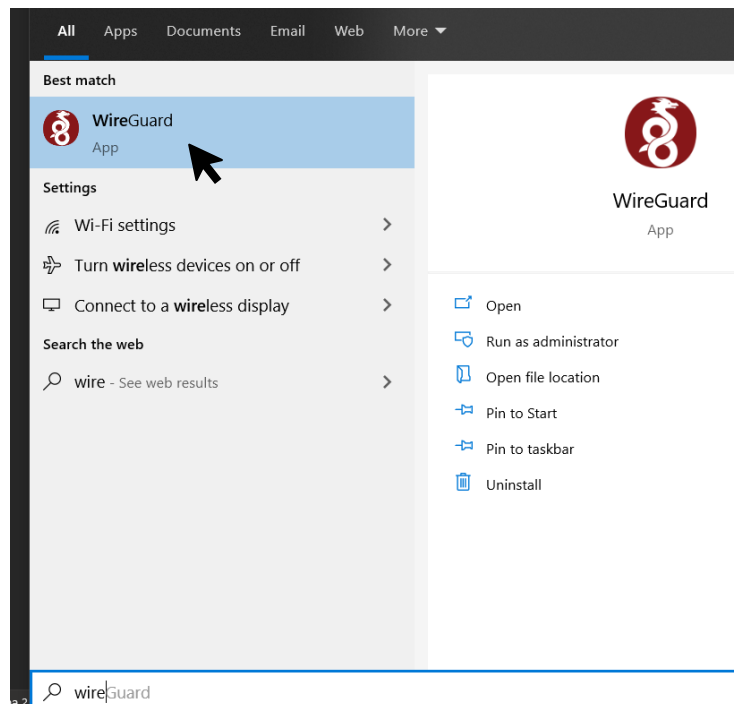 All Apps Documents Email Web More
Best match
WireGuard
App
Settings
Wi-Fi settings
Turn wireless devices on or off
Connect to a wireless display
Search the web
wire - See web results
WireGuard
App
Open
Run as administrator
Open file location
Pin to Start
Pin to taskbar
Uninstall
wireGuard